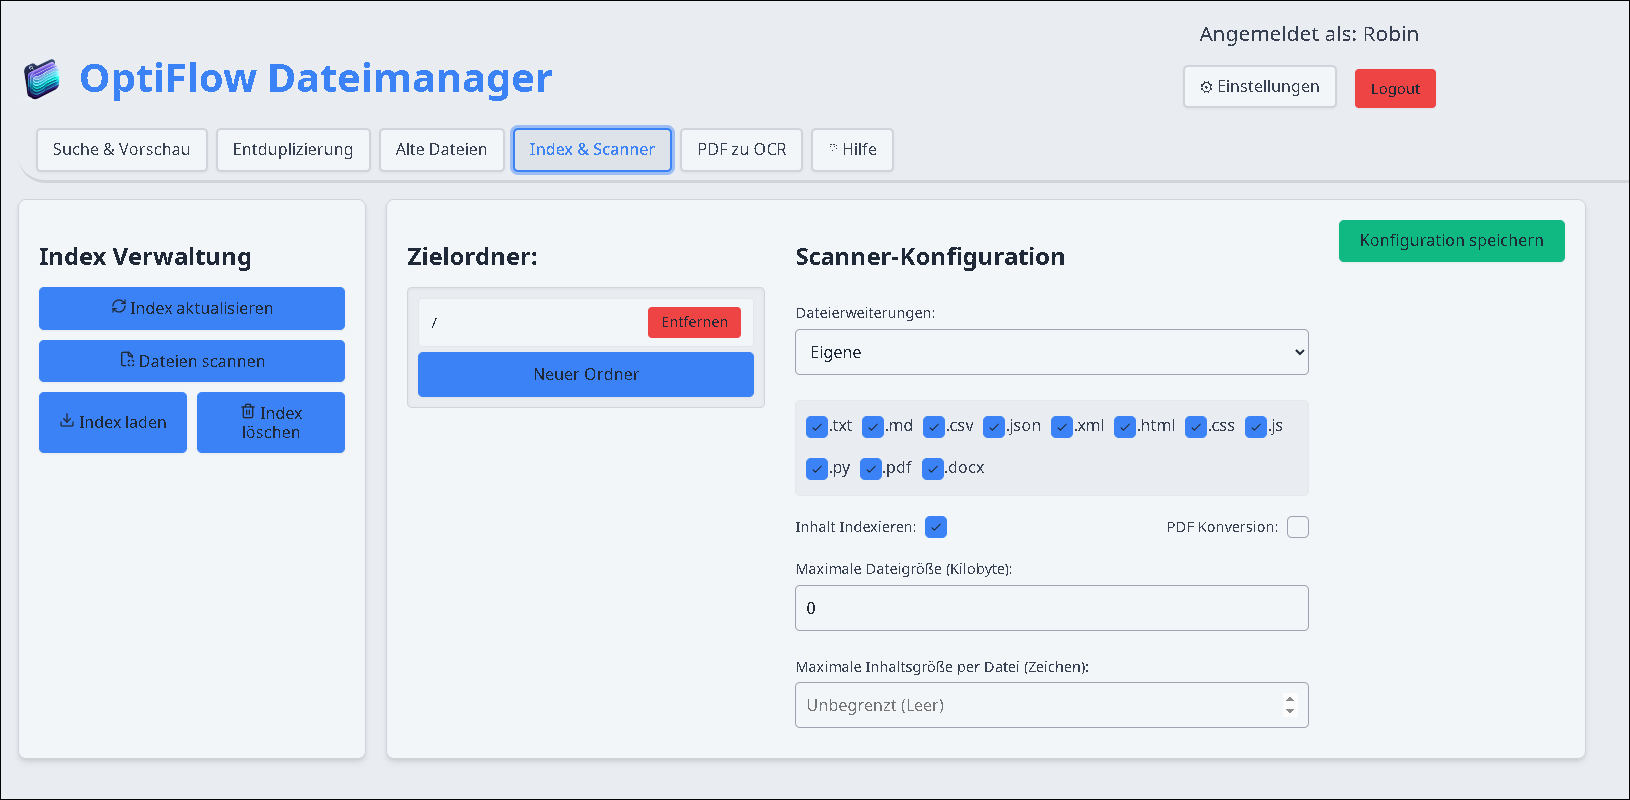 Angemeldet als: Robin
OptiFlow Dateimanager
Einstellungen
Logout
Suche & Vorschau
Entduplizierung
Alte Dateien
Index & Scanner
PDF zu OCR
Hilfe
Index Verwaltung
Index aktualisieren
Dateien scannen
Index laden
Index
löschen
Zielordner:
/
Entfernen
Neuer Ordner
Scanner-Konfiguration
Konfiguration speichern
Dateierweiterungen:
Eigene
.txt .md .csv .json .xml .html .css .js
.py .pdf .docx
Inhalt Indexieren:
PDF Konversion:
Maximale Dateigröße (Kilobyte):
0
Maximale Inhaltsgröße per Datei (Zeichen):
Unbegrenzt (Leer)